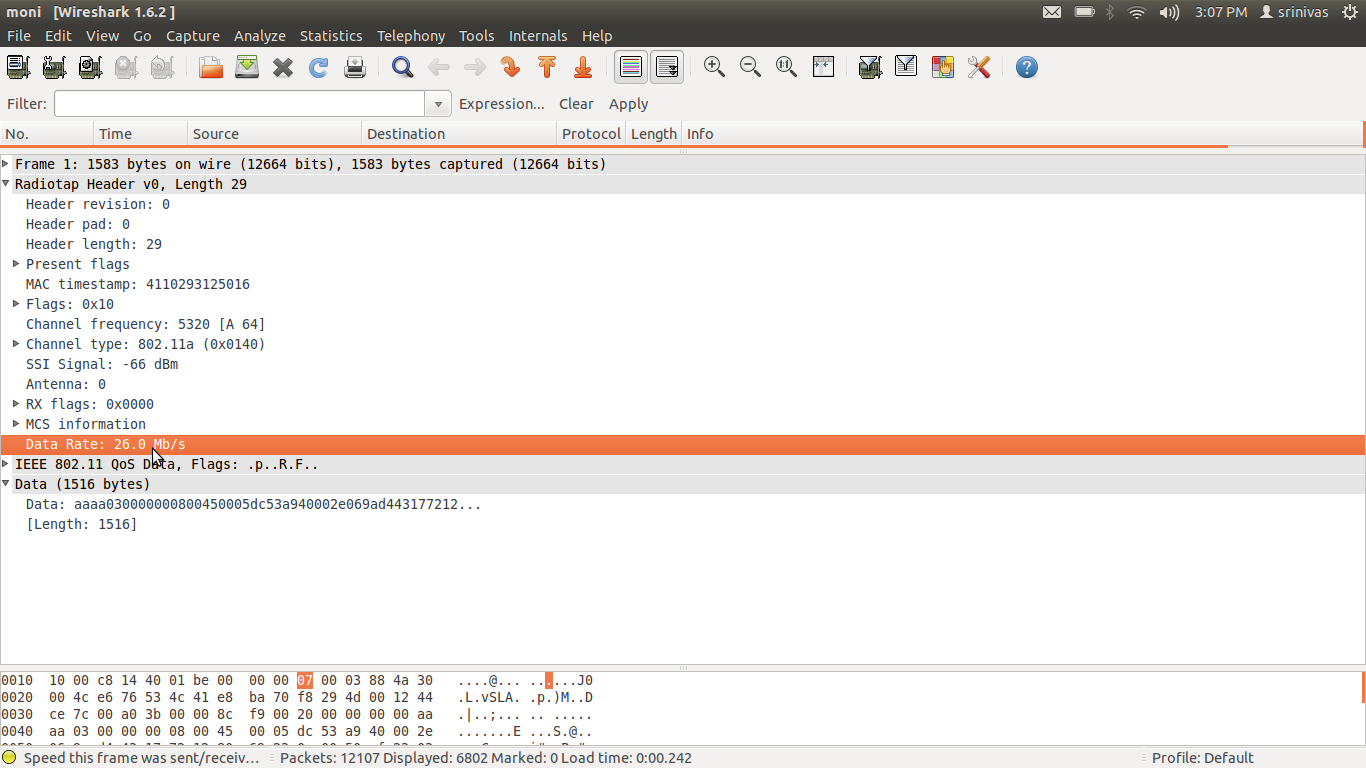 moni [Wireshark 1.6.2 ] 3:07 PM srinivas
File Edit View Go Capture Analyze Statistics Telephony Tools Internals Help
Filter: Expression... Clear Apply
No. Time Source Destination Protocol Length Info
Frame 1: 1583 bytes on wire (12664 bits), 1583 bytes captured (12664 bits)
Radiotap Header v0, Length 29
Header revision: 0
Header pad: 0
Header length: 29
Present flags
MAC timestamp: 4110293125016
Flags: 0x10
Channel frequency: 5320 [A 64]
Channel type: 802.11a (0x0140)
SSI Signal: -66 dBm
Antenna: 0
RX flags: 0x0000
MCS information
Data Rate: 26.0 Mb/s
IEEE 802.11 QoS Data, Flags: .p..R.F..
Data (1516 bytes)
Data: aaaa030000000800450005dc53a940002e069ad443177212...
[Length: 1516]
0010 10 00 c8 14 40 01 be 00 00 00 07 00 03 88 4a 30 ....@... ......J0
0020 00 4c e6 76 53 4c 41 e8 ba 70 f8 29 4d 00 12 44 .L.vSLA. .p.)M..D
0030 ce 7c 00 a0 3b 00 00 8c f9 00 20 00 00 00 00 aa .|..;... .. .....
0040 aa 03 00 00 00 08 00 45 00 05 dc 53 a9 40 00 2e .......E ...S.@..
Speed this frame was sent/receiv... Packets: 12107 Displayed: 6802 Marked: 0 Load time: 0:00.242 Profile: Default